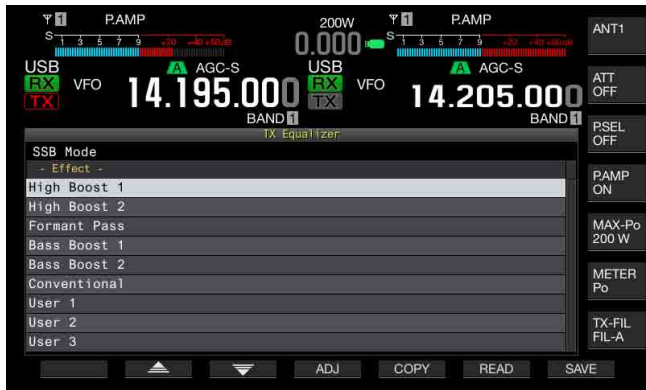 1 P.AMP 200W 1 P.AMP ANT1
S 1 3 5 7 9 +20 +40 +60dB 0.000 S 1 3 5 7 9 +20 +40 +60dB
USB A AGC-S USB A AGC-S ATT
RX VFO 14.195.000 RX VFO 14.205.000 OFF
TX TX
BAND 1 BAND 1 P.SEL
TX Equalizer OFF
SSB Mode
- Effect - P.AMP
High Boost 1 ON
High Boost 2
Formant Pass MAX-Po
Bass Boost 1 200 W
Bass Boost 2
Conventional METER
User 1 Po
User 2 TX-FIL
User 3 FIL-A
ADJ COPY READ SAVE